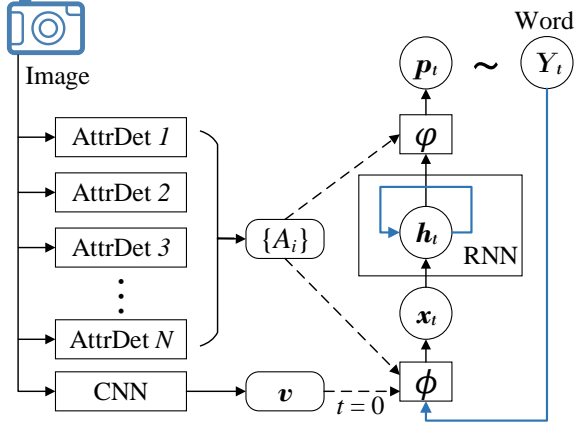 Word
Image
p_t ~ Y_t
AttrDet 1
φ
AttrDet 2
AttrDet 3
{A_i}
h_t
RNN
⋮
x_t
AttrDet N
CNN
v
t = 0
ϕ